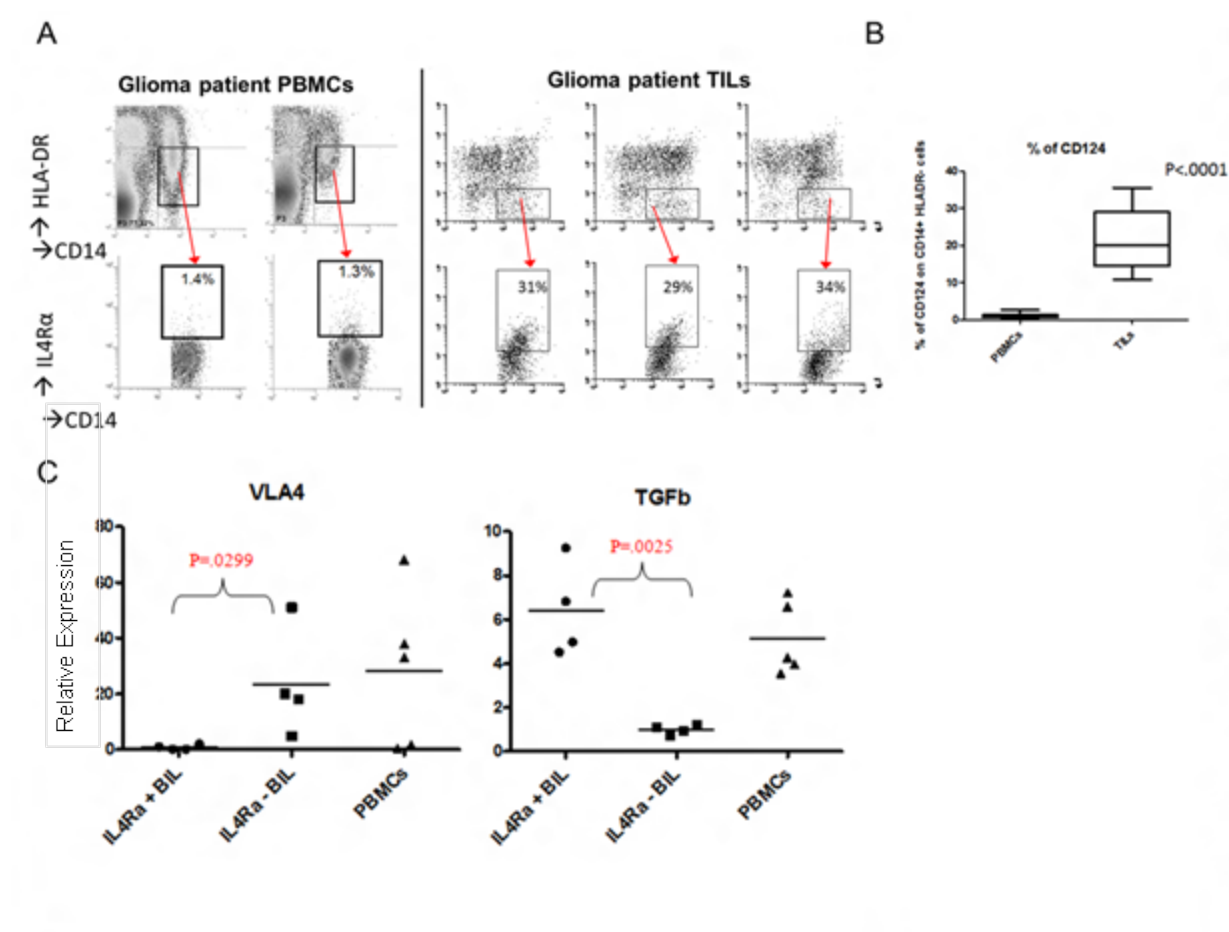 A
B
Glioma patient PBMCs
Glioma patient TILs
→ HLA-DR
→CD14
1.4%
1.3%
31%
29%
34%
→ IL4Rα
→CD14
% of CD124
P<.0001
% of CD124 on CD14+ HLADR- cells
40
30
20
10
0
PBMCs
TILs
C
VLA4
Relative Expression
80
60
40
20
0
P=.0299
IL4Ra + BIL
IL4Ra - BIL
PBMCs
TGFb
10
8
6
4
2
0
P=.0025
IL4Ra + BIL
IL4Ra - BIL
PBMCs